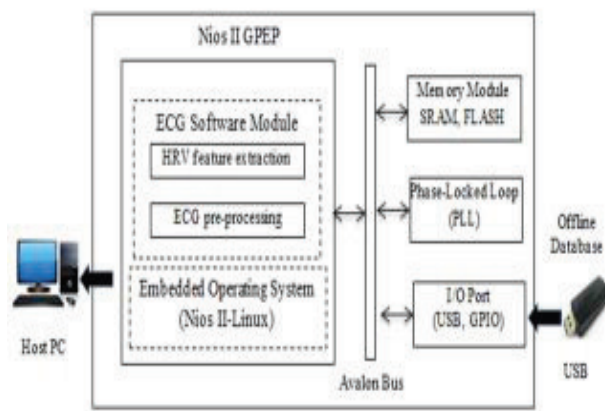 Nios II GPEP
ECG Software Module
HRV feature extraction
ECG pre-processing
Embedded Operating System
(Nios II-Linux)
Host PC
Avalon Bus
Memory Module
SRAM, FLASH
Phase-Locked Loop
(PLL)
I/O Port
(USB, GPIO)
Offline
Database
USB